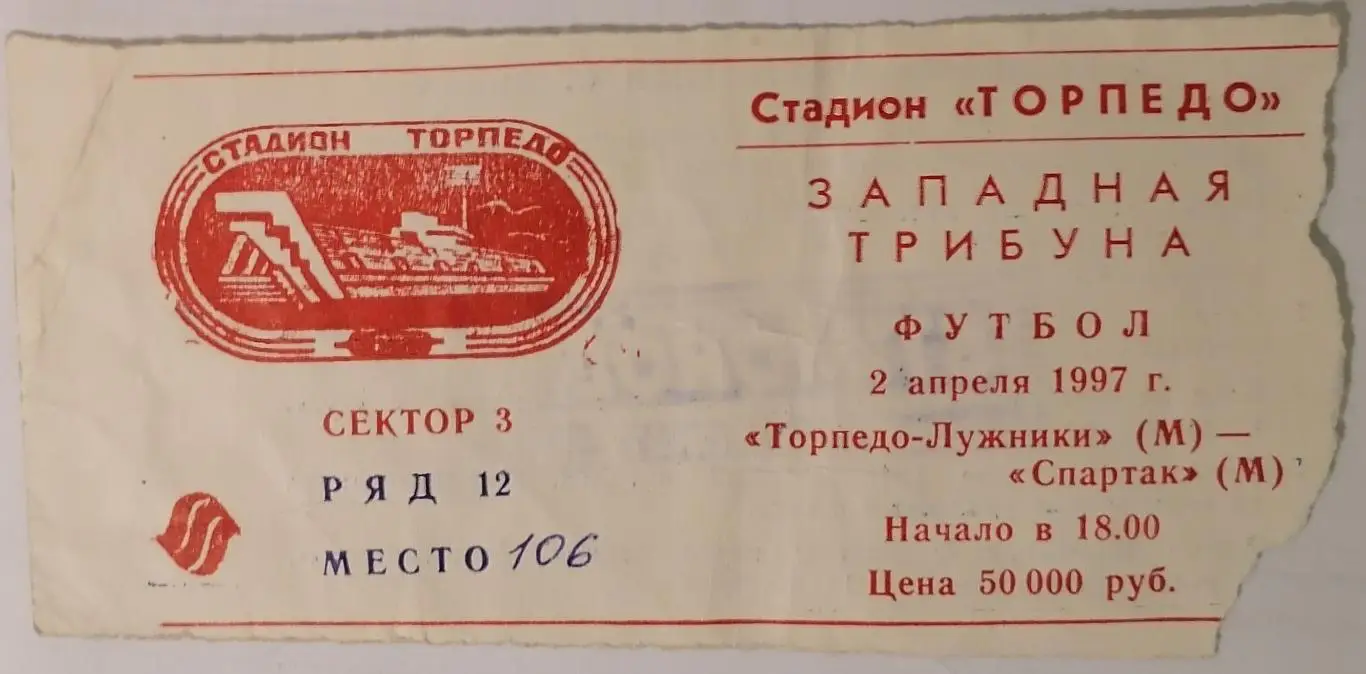 СТАДИОН ТОРПЕДО
СЕКТОР 3
РЯД 12
МЕСТО 106
Стадион «ТОРПЕДО»
ЗАПАДНАЯ
ТРИБУНА
ФУТБОЛ
2 апреля 1997 г.
«Торпедо-Лужники» (М) —
«Спартак» (М)
Начало в 18.00
Цена 50 000 руб.